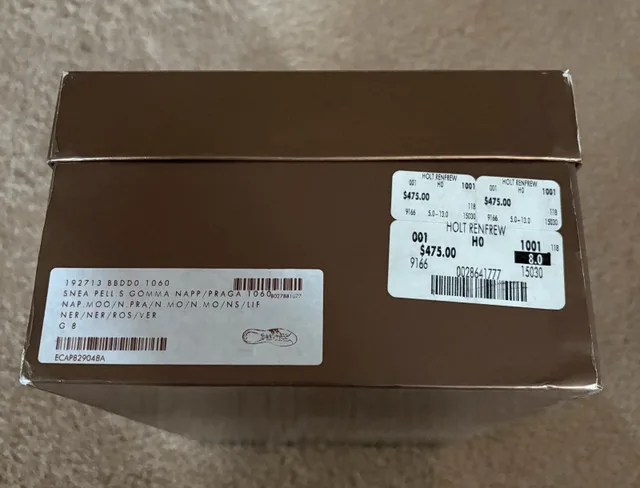 HOLT RENFREW
001 H0 1001
$475.00
118
9166 5.0-13.0 15030
HOLT RENFREW
001 H0 1001
$475.00
118
9166 5.0-13.0 15030
HOLT RENFREW
001 H0 1001 118
$475.00 8.0
9166 15030
0028641777
192713 BBDD0 1060
SNEA PELL S GOMMA NAPP/PRAGA 1060
NAP MOO/N.PRA/N MO/N.MO/NS/LIF
NER/NER/ROS/VER
G 8
ECAP829048A